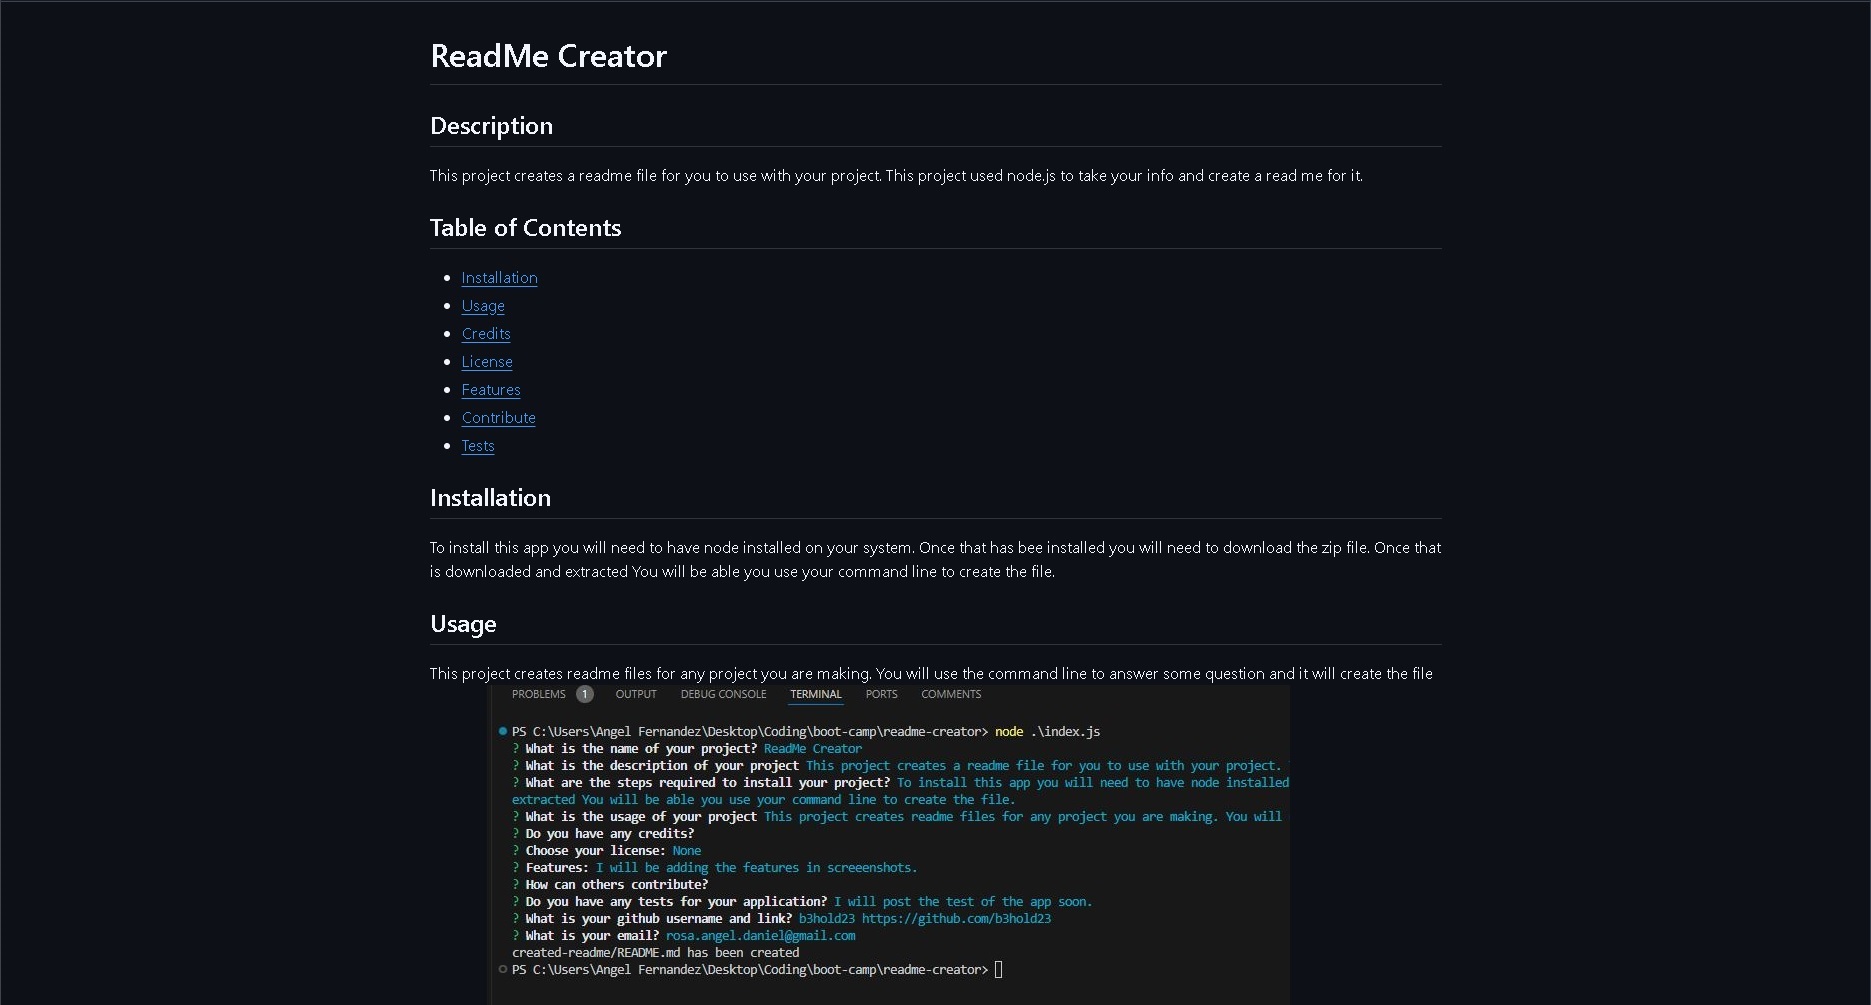 ReadMe Creator
Description
This project creates a readme file for you to use with your project. This project used node.js to take your info and create a read me for it.
Table of Contents
Installation
Usage
Credits
License
Features
Contribute
Tests
Installation
To install this app you will need to have node installed on your system. Once that has bee installed you will need to download the zip file. Once that
is downloaded and extracted You will be able you use your command line to create the file.
Usage
This project creates readme files for any project you are making. You will use the command line to answer some question and it will create the file
PROBLEMS 1 OUTPUT DEBUG CONSOLE TERMINAL PORTS COMMENTS
PS C:\Users\Angel Fernandez\Desktop\Coding\boot-camp\readme-creator> node .\index.js
? What is the name of your project? ReadMe Creator
? What is the description of your project This project creates a readme file for you to use with your project.
? What are the steps required to install your project? To install this app you will need to have node installed
extracted You will be able you use your command line to create the file.
? What is the usage of your project This project creates readme files for any project you are making. You will
? Do you have any credits?
? Choose your license: None
? Features: I will be adding the features in screeenshots.
? How can others contribute?
? Do you have any tests for your application? I will post the test of the app soon.
? What is your github username and link? b3hold23 https://github.com/b3hold23
? What is your email? rosa.angel.daniel@gmail.com
created-readme/README.md has been created
PS C:\Users\Angel Fernandez\Desktop\Coding\boot-camp\readme-creator>